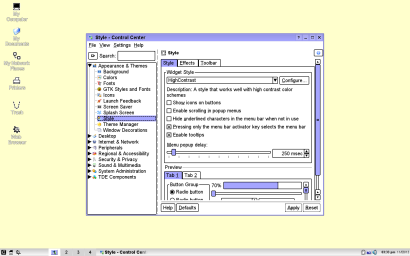 My
Computer
My
Documents
My Network
Places
Printers
Trash
Web
Browser
Style - Control Center
File View Settings Help
Search:
Appearance & Themes
Background
Colors
Fonts
GTK Styles and Fonts
Icons
Launch Feedback
Screen Saver
Splash Screen
Style
Theme Manager
Window Decorations
Desktop
Internet & Network
Peripherals
Regional & Accessibility
Security & Privacy
Sound & Multimedia
System Administration
TDE Components
Style
Style Effects Toolbar
Widget Style
HighContrast
Configure...
Description: A style that works well with high contrast color
schemes
Show icons on buttons
Enable scrolling in popup menus
Hide underlined characters in the menu bar when not in use
Pressing only the menu bar activator key selects the menu bar
Enable tooltips
Menu popup delay:
250 msec
Preview
Tab 1 Tab 2
Button Group
70%
Radio button
Help Defaults Apply Reset
1 2 3 4 Style - Control Cen